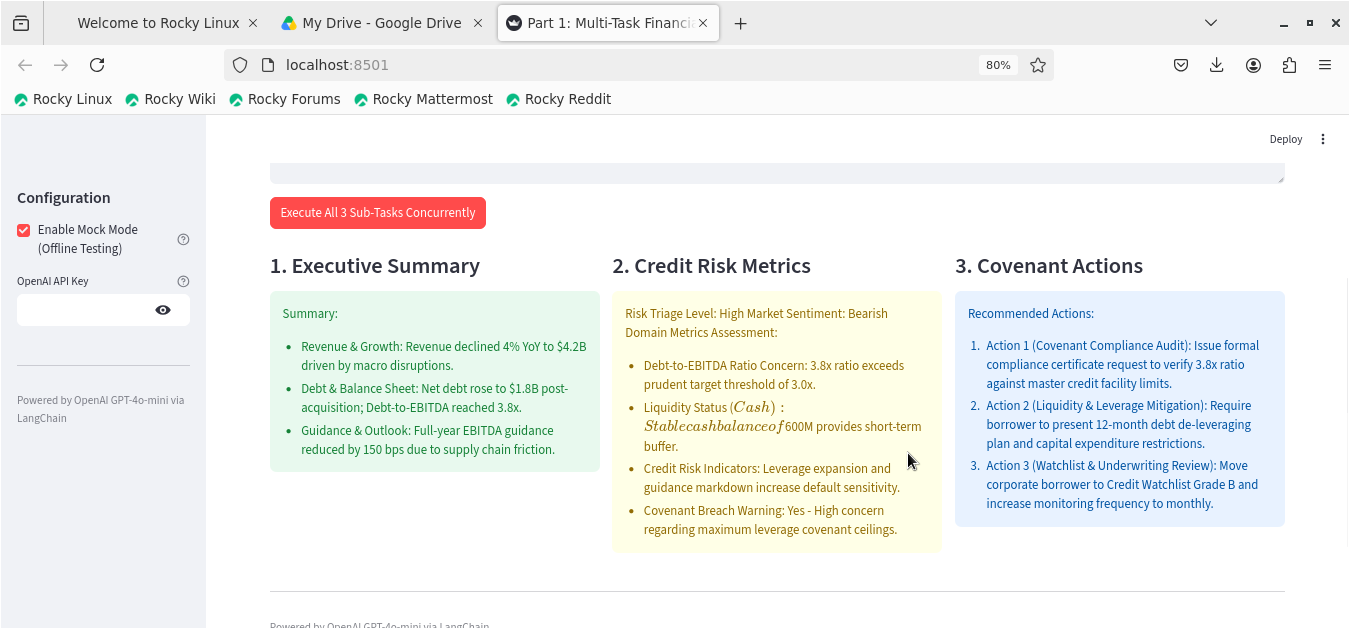 Welcome to Rocky Linux
My Drive - Google Drive
Part 1: Multi-Task Financi
localhost:8501
80%
Rocky Linux
Rocky Wiki
Rocky Forums
Rocky Mattermost
Rocky Reddit
Deploy
Configuration
Enable Mock Mode
(Offline Testing)
OpenAI API Key
Powered by OpenAI GPT-4o-mini via
LangChain
Execute All 3 Sub-Tasks Concurrently
1. Executive Summary
Summary:
• Revenue & Growth: Revenue declined 4% YoY to $4.2B
driven by macro disruptions.
• Debt & Balance Sheet: Net debt rose to $1.8B post-
acquisition; Debt-to-EBITDA reached 3.8x.
• Guidance & Outlook: Full-year EBITDA guidance
reduced by 150 bps due to supply chain friction.
2. Credit Risk Metrics
Risk Triage Level: High Market Sentiment: Bearish
Domain Metrics Assessment:
• Debt-to-EBITDA Ratio Concern: 3.8x ratio exceeds
prudent target threshold of 3.0x.
• Liquidity Status (Cash) :
Stablecashbalanceof600M provides short-term
buffer.
• Credit Risk Indicators: Leverage expansion and
guidance markdown increase default sensitivity.
• Covenant Breach Warning: Yes - High concern
regarding maximum leverage covenant ceilings.
3. Covenant Actions
Recommended Actions:
1. Action 1 (Covenant Compliance Audit): Issue formal
compliance certificate request to verify 3.8x ratio
against master credit facility limits.
2. Action 2 (Liquidity & Leverage Mitigation): Require
borrower to present 12-month debt de-leveraging
plan and capital expenditure restrictions.
3. Action 3 (Watchlist & Underwriting Review): Move
corporate borrower to Credit Watchlist Grade B and
increase monitoring frequency to monthly.
Powered by OpenAI GPT-4o-mini via LangChain